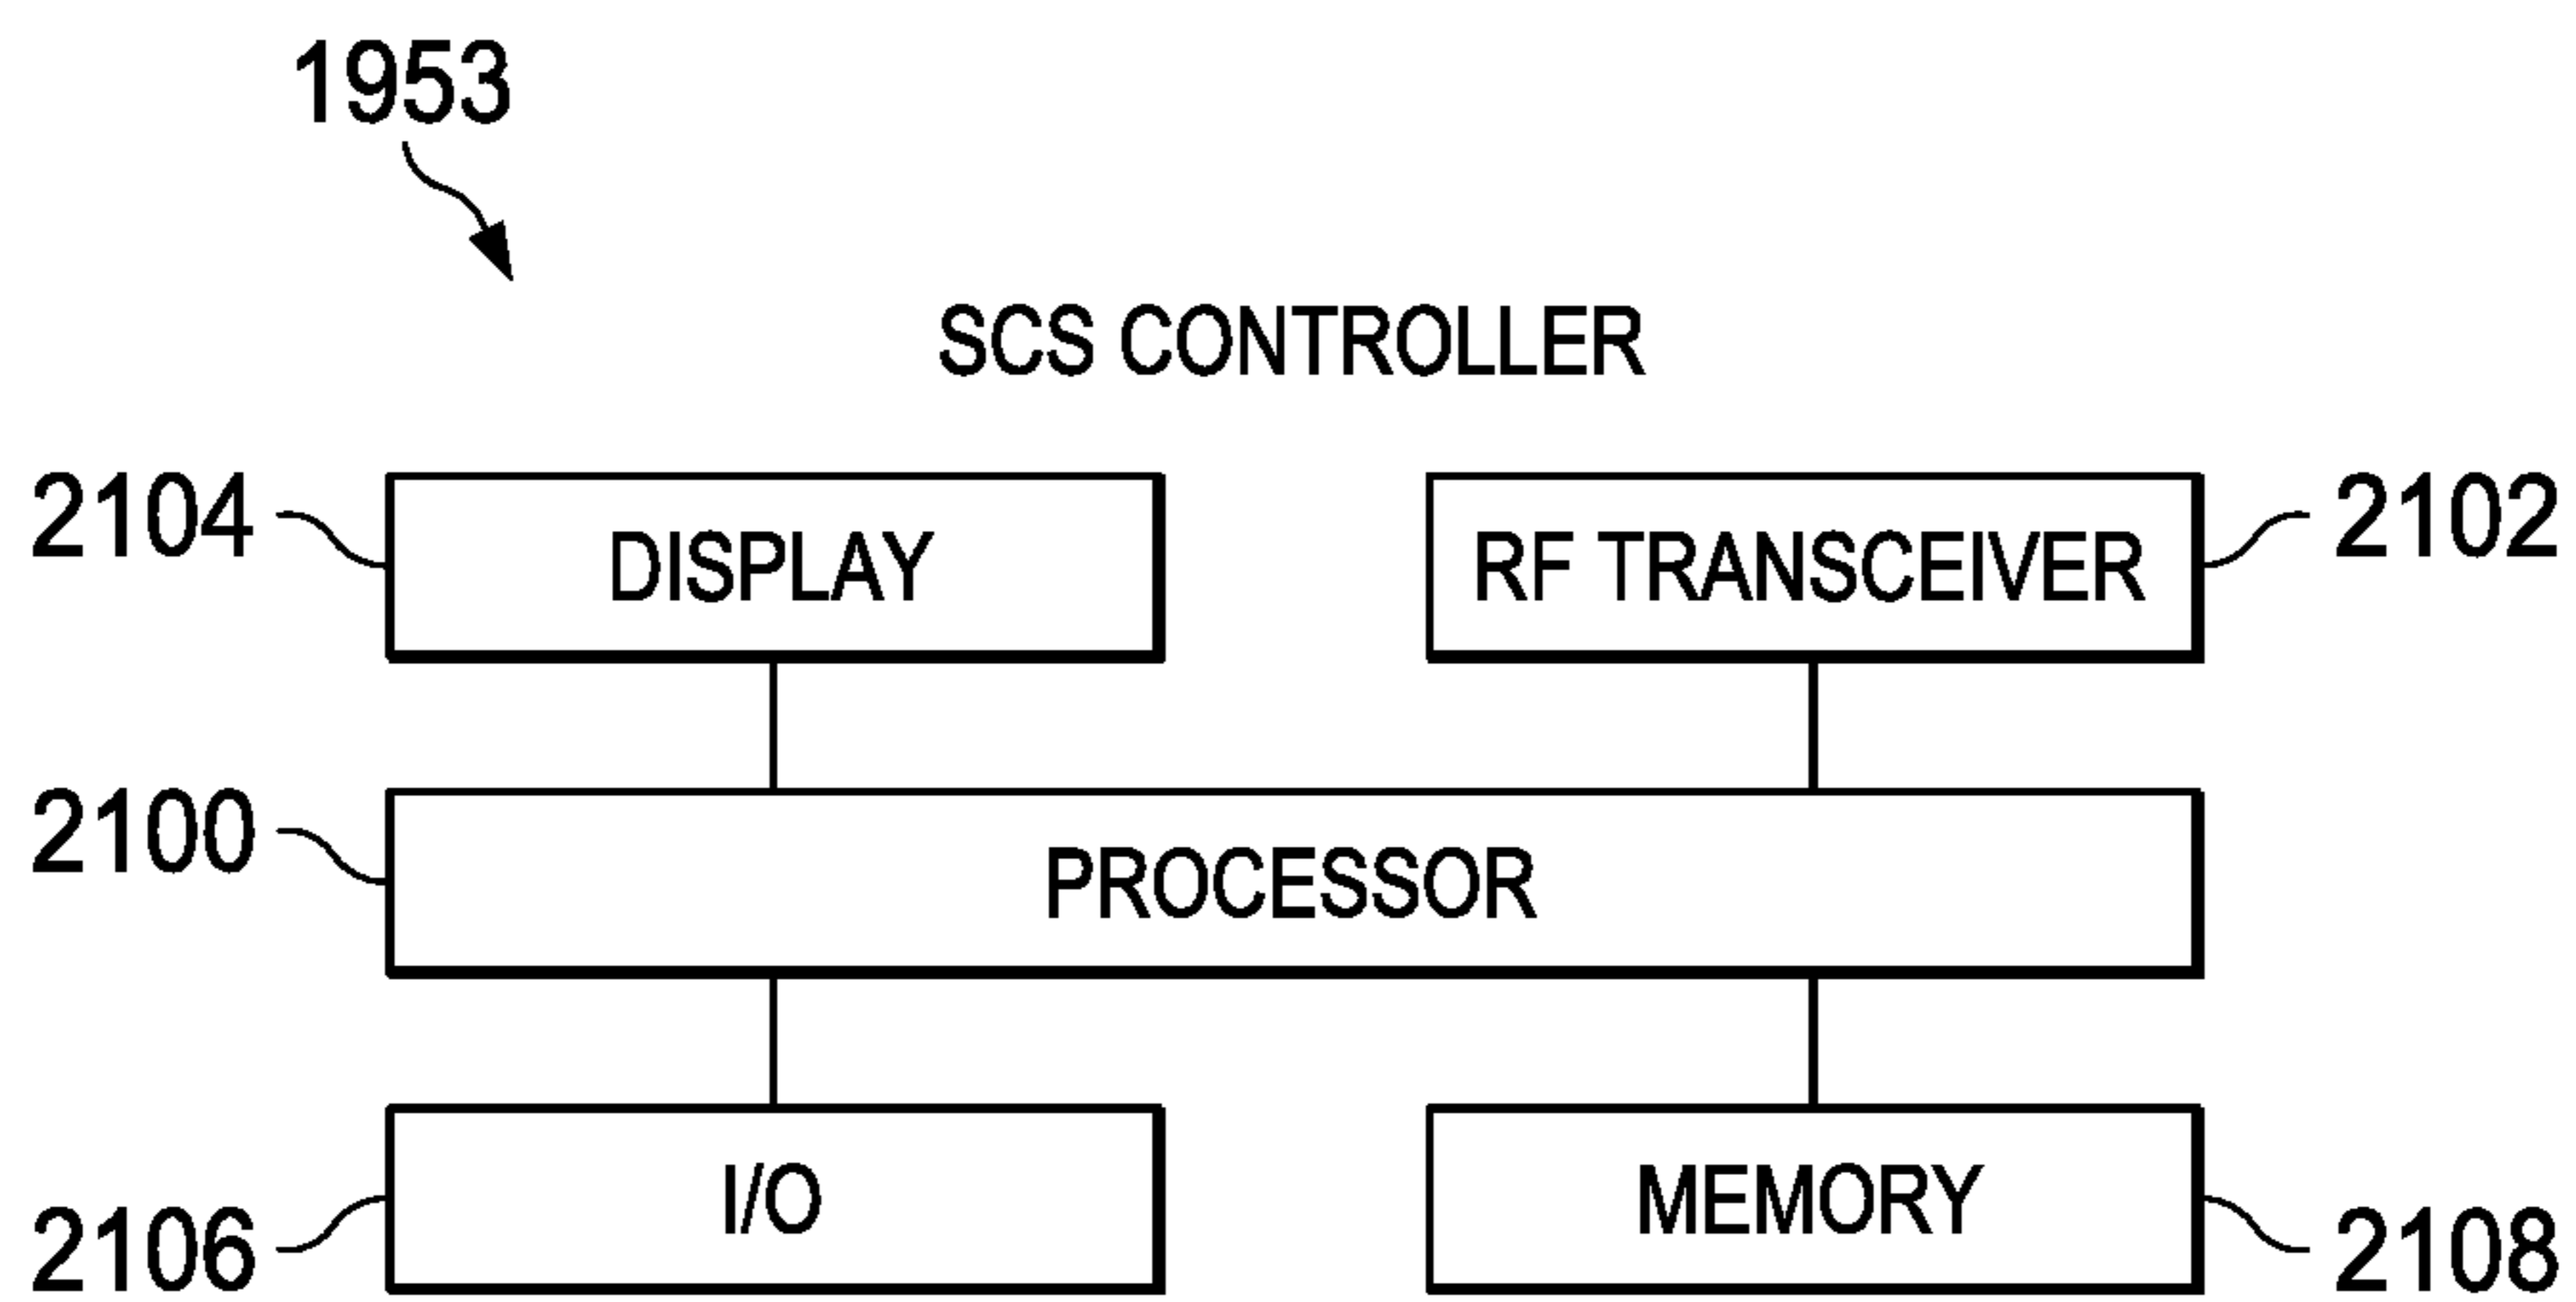 1953
SCS CONTROLLER
2104 DISPLAY RF TRANSCEIVER 2102
2100 PROCESSOR
2106 I/O MEMORY 2108